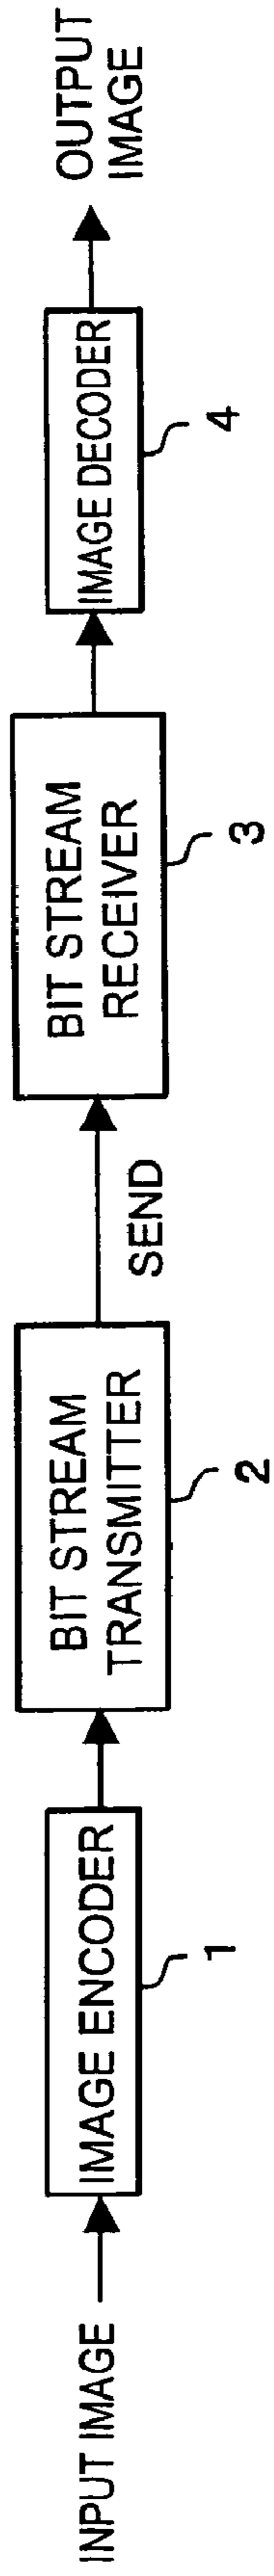 INPUT IMAGE
IMAGE ENCODER
1
BIT STREAM
TRANSMITTER
2
SEND
BIT STREAM
RECEIVER
3
IMAGE DECODER
4
OUTPUT
IMAGE